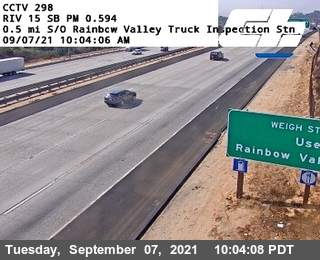 CCTV 298
RIV 15 SB PM 0.594
0.5 mi S/O Rainbow Valley Truck Inspection Stn
09/07/21 10:04:06 AM
WEIGH ST
Use
Rainbow Val
Tuesday, September 07, 2021 10:04:08 PDT